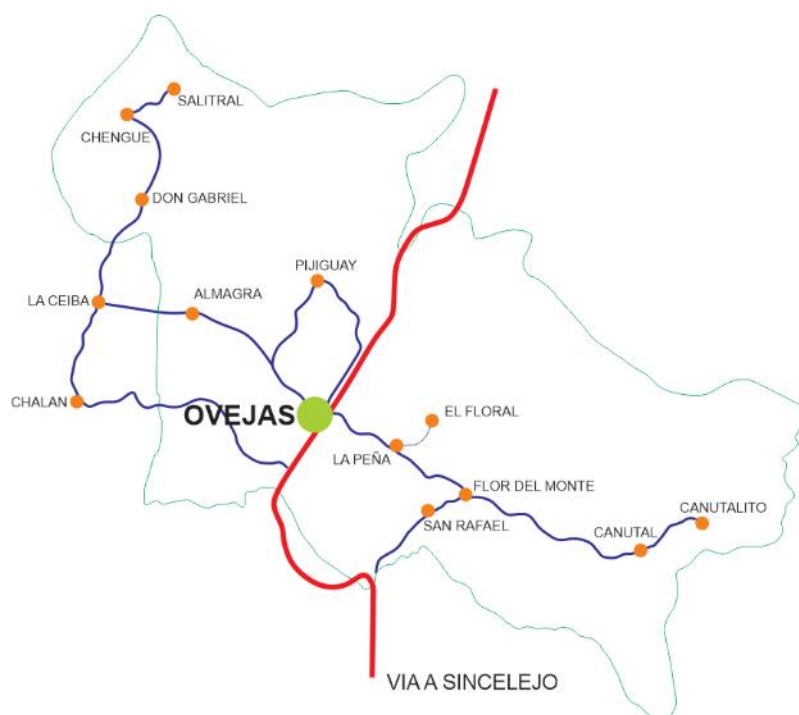 SALITRAL
CHENGUE
DON GABRIEL
PIJIGUAY
LA CEIBA
ALMAGRA
CHALAN
OVEJAS
EL FLORAL
LA PEÑA
FLOR DEL MONTE
CANUTALITO
SAN RAFAEL
CANUTAL
VIA A SINCELEJO